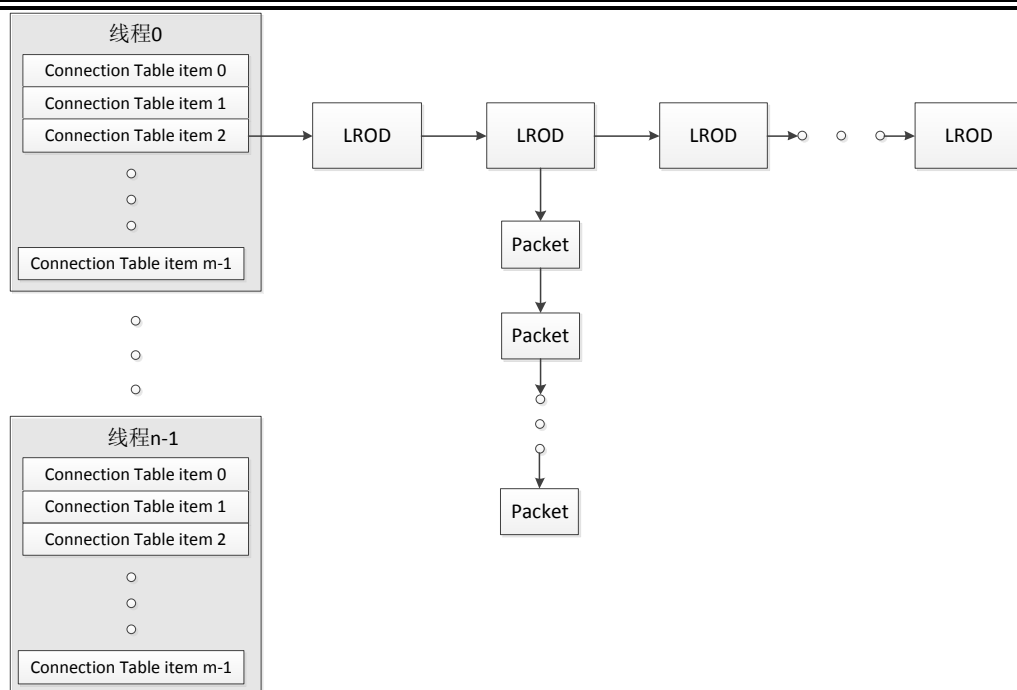 线程0
Connection Table item 0
Connection Table item 1
Connection Table item 2
LROD
LROD
LROD
LROD
Packet
Connection Table item m-1
Packet
线程n-1
Connection Table item 0
Connection Table item 1
Packet
Connection Table item 2
Connection Table item m-1